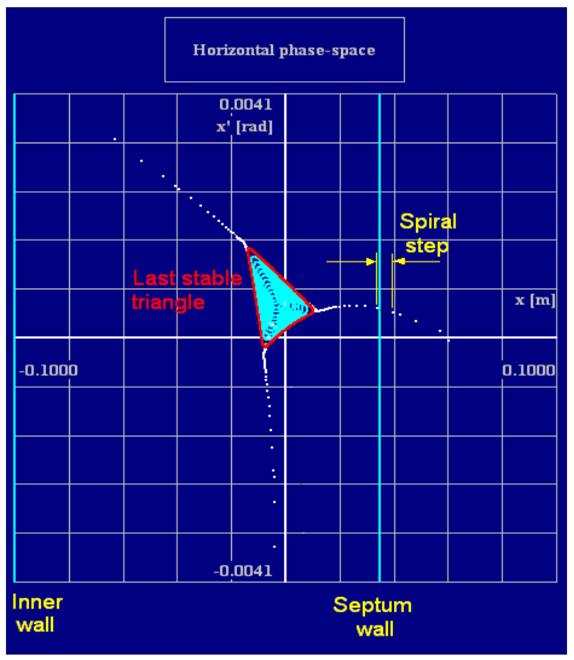 Horizontal phase-space
0.0041
x' [rad]
Spiral
step
Last stable
triangle
x [m]
-0.1000
0.1000
-0.0041
Inner
wall
Septum
wall